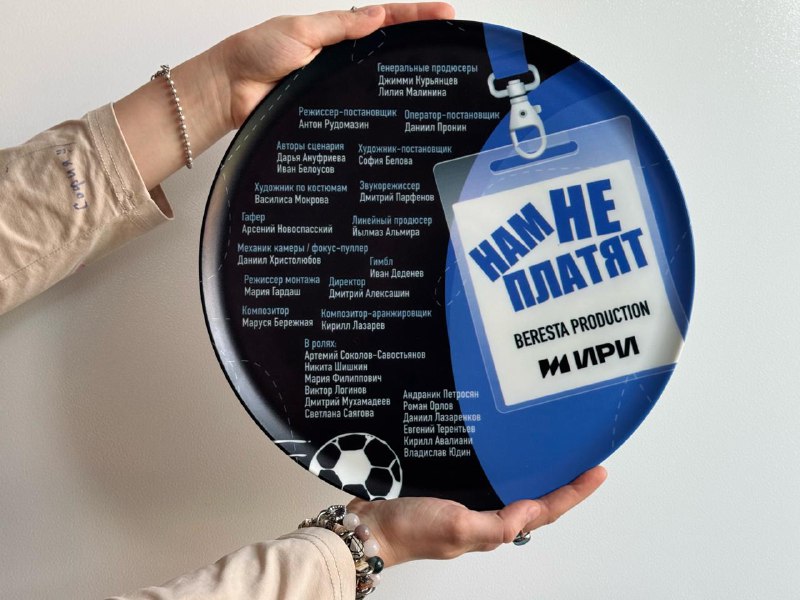 Генеральные продюсеры
Джимми Курьянцев
Лилия Малинина
Режиссер-постановщик
Антон Рудомазин
Оператор-постановщик
Даниил Пронин
Авторы сценария
Дарья Ануфриева
Иван Белоусов
Художник-постановщик
София Белова
Художник по костюмам
Василиса Мокрова
Звукорежиссер
Дмитрий Парфенов
Гафер
Арсений Новоспасский
Линейный продюсер
Йылмаз Альмира
Механик камеры / фокус-пуллер
Даниил Христолюбов
Гимбл
Иван Деденев
Режиссер монтажа
Мария Гардаш
Директор
Дмитрий Алексашин
Композитор
Маруся Бережная
Композитор-аранжировщик
Кирилл Лазарев
В ролях:
Артемий Соколов-Савостьянов
Никита Шишкин
Мария Филиппович
Виктор Логинов
Дмитрий Мухамадеев
Светлана Саягова
Андраник Петросян
Роман Орлов
Даниил Лазаренков
Евгений Терентьев
Кирилл Авалиани
Владислав Юдин
НАМ НЕ
ПЛАТЯТ
BERESTA PRODUCTION
ИРИ